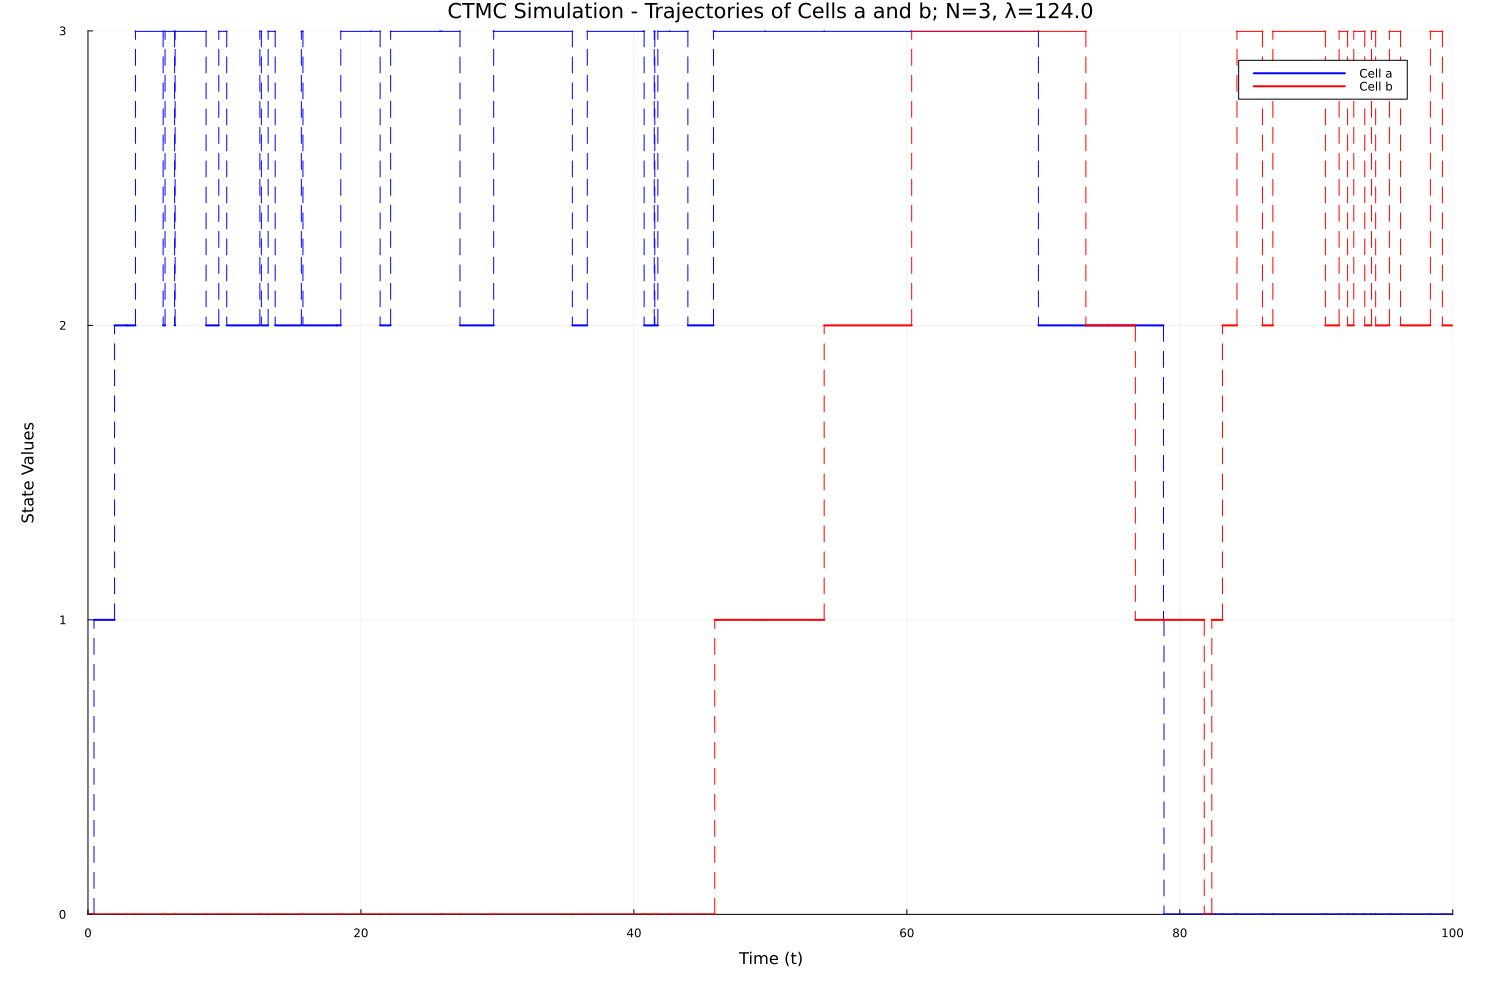 CTMC Simulation - Trajectories of Cells a and b; N=3, λ=124.0
3
Cell a
Cell b
2
State Values
1
0
0 20 40 60 80 100
Time (t)